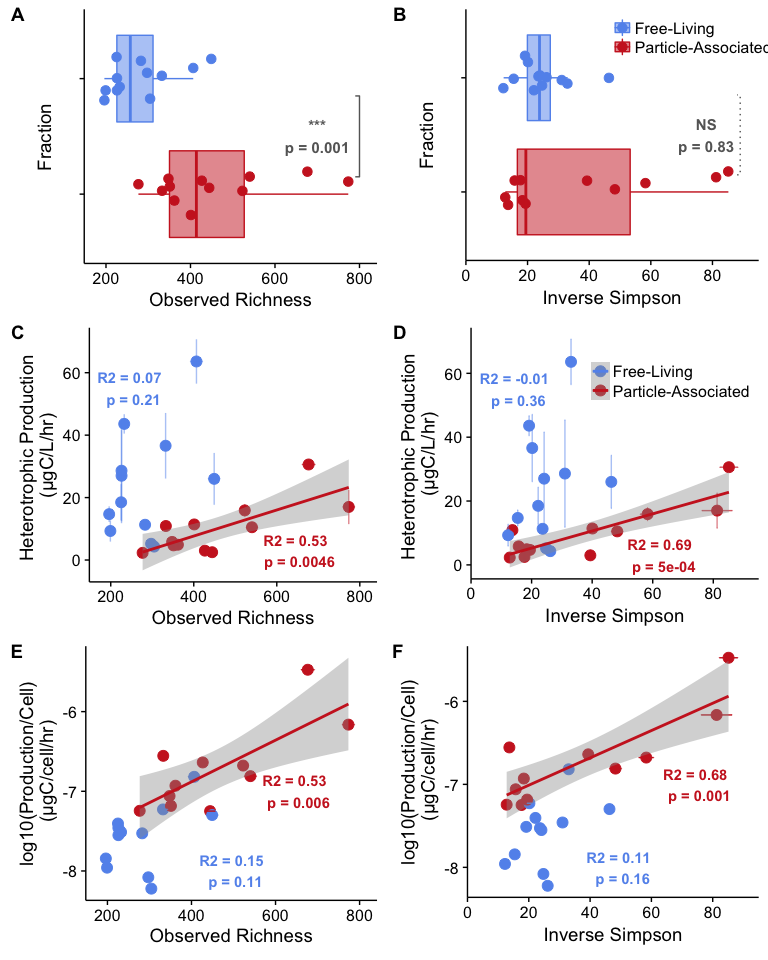 A
B
Free-Living
Particle-Associated
Fraction
***
p = 0.001
200
400
600
800
Observed Richness
Fraction
NS
p = 0.83
0
20
40
60
80
Inverse Simpson
C
D
Heterotrophic Production
(μgC/L/hr)
60
40
20
0
R2 = 0.07
p = 0.21
R2 = 0.53
p = 0.0046
200
400
600
800
Observed Richness
Heterotrophic Production
(μgC/L/hr)
60
40
20
0
R2 = -0.01
p = 0.36
Free-Living
Particle-Associated
R2 = 0.69
p = 5e-04
0
20
40
60
80
Inverse Simpson
E
F
log10(Production/Cell)
(μgC/cell/hr)
-6
-7
-8
R2 = 0.53
p = 0.006
R2 = 0.15
p = 0.11
200
400
600
800
Observed Richness
log10(Production/Cell)
(μgC/cell/hr)
-6
-7
-8
R2 = 0.68
p = 0.001
R2 = 0.11
p = 0.16
0
20
40
60
80
Inverse Simpson